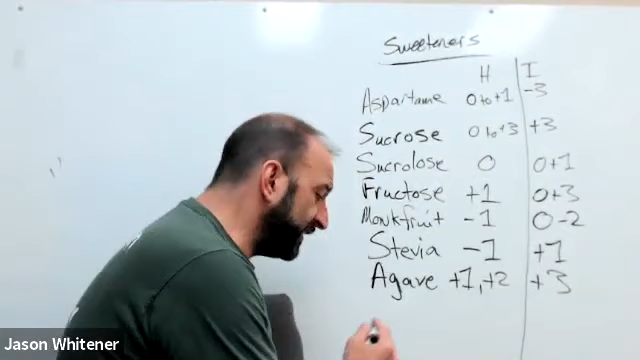 Sweeteners
H I
Aspartame 0 to +1 -3
Sucrose 0 to +3 +3
Sucrolose 0 0+1
Fructose +1 0+3
Monkfruit -1 0-2
Stevia -1 +1
Agave +1,+2 +3
Jason Whitener